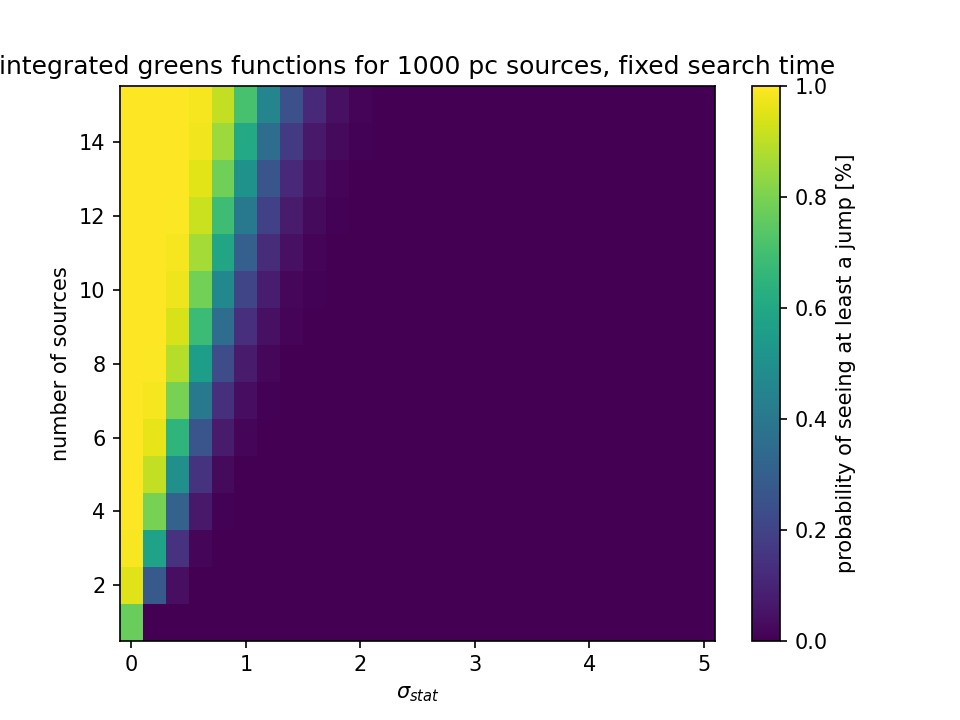 integrated greens functions for 1000 pc sources, fixed search time
number of sources
14
12
10
8
6
4
2
0 1 2 3 4 5
σstat
1.0
0.8
0.6
0.4
0.2
0.0
probability of seeing at least a jump [%]